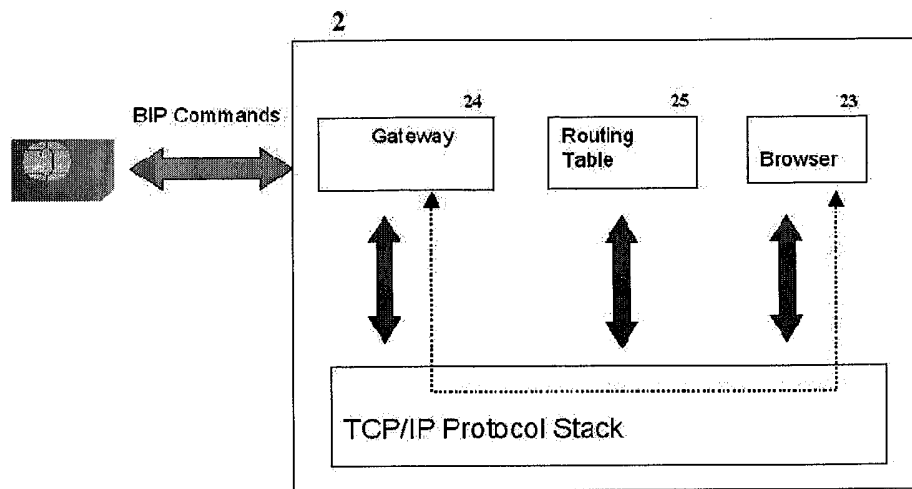 2
BIP Commands
24
Gateway
25
Routing
Table
23
Browser
TCP/IP Protocol Stack